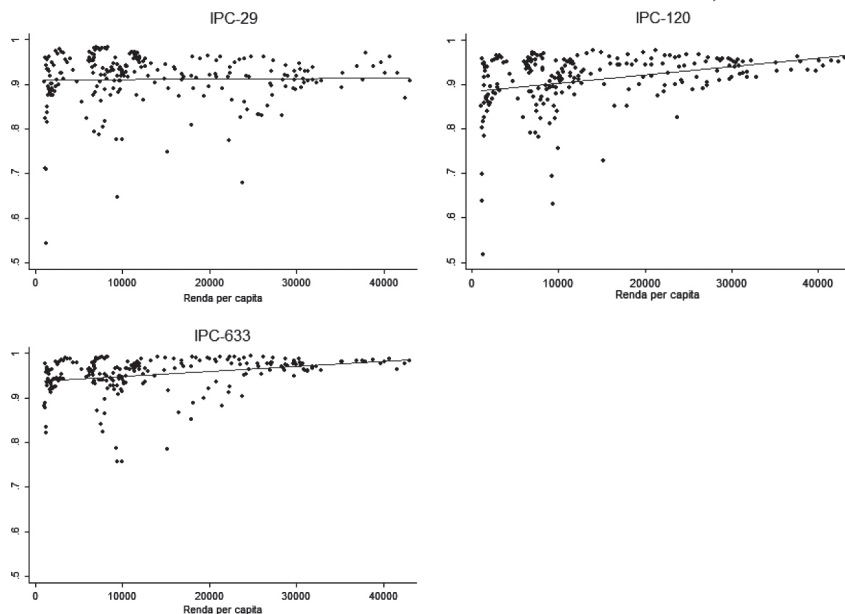 IPC-29
1
.9
.8
.7
.6
.5
0 10000 20000 30000 40000
Renda per capita
IPC-120
1
.9
.8
.7
.6
.5
0 10000 20000 30000 40000
Renda per capita
IPC-633
1
.9
.8
.7
.6
.5
0 10000 20000 30000 40000
Renda per capita